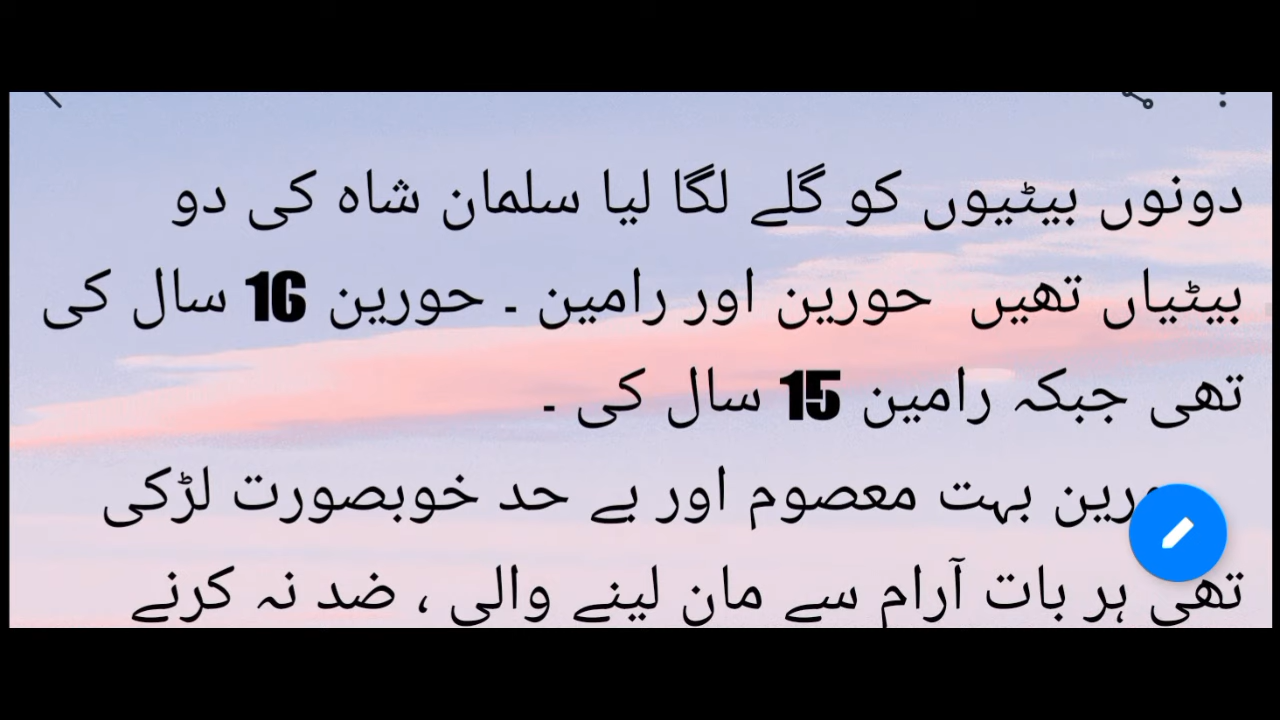 دونوں بیٹیوں کو گلے لگا لیا سلمان شاہ کی دو
بیٹیاں تھیں حورین اور رامین ۔ حورین 16 سال کی
تھی جبکہ رامین 15 سال کی ۔
بہت معصوم اور بے حد خوبصورت لڑکی
تھی ہر بات آرام سے مان لینے والی ، ضد نہ کرنے